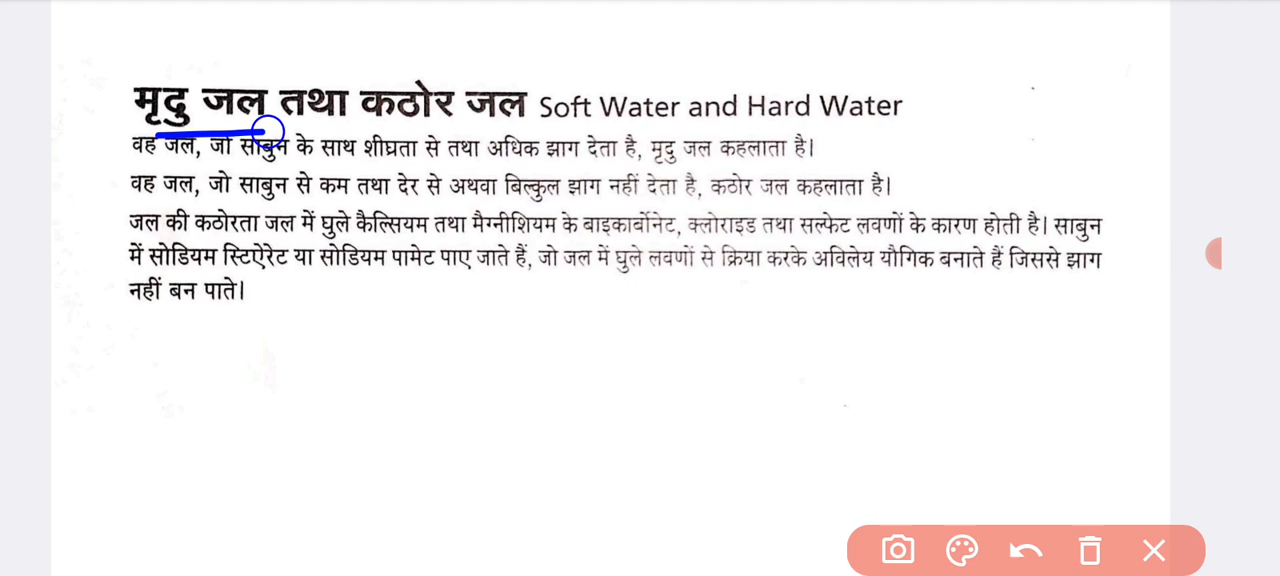 मृदु जल तथा कठोर जल Soft Water and Hard Water
वह जल, जो साबुन के साथ शीघ्रता से तथा अधिक झाग देता है, मृदु जल कहलाता है।
वह जल, जो साबुन से कम तथा देर से अथवा बिल्कुल झाग नहीं देता है, कठोर जल कहलाता है।
जल की कठोरता जल में घुले कैल्सियम तथा मैग्नीशियम के बाइकार्बोनेट, क्लोराइड तथा सल्फेट लवणों के कारण होती है। साबुन
में सोडियम स्टिऐरेट या सोडियम पामेट पाए जाते हैं, जो जल में घुले लवणों से क्रिया करके अविलेय यौगिक बनाते हैं जिससे झाग
नहीं बन पाते।